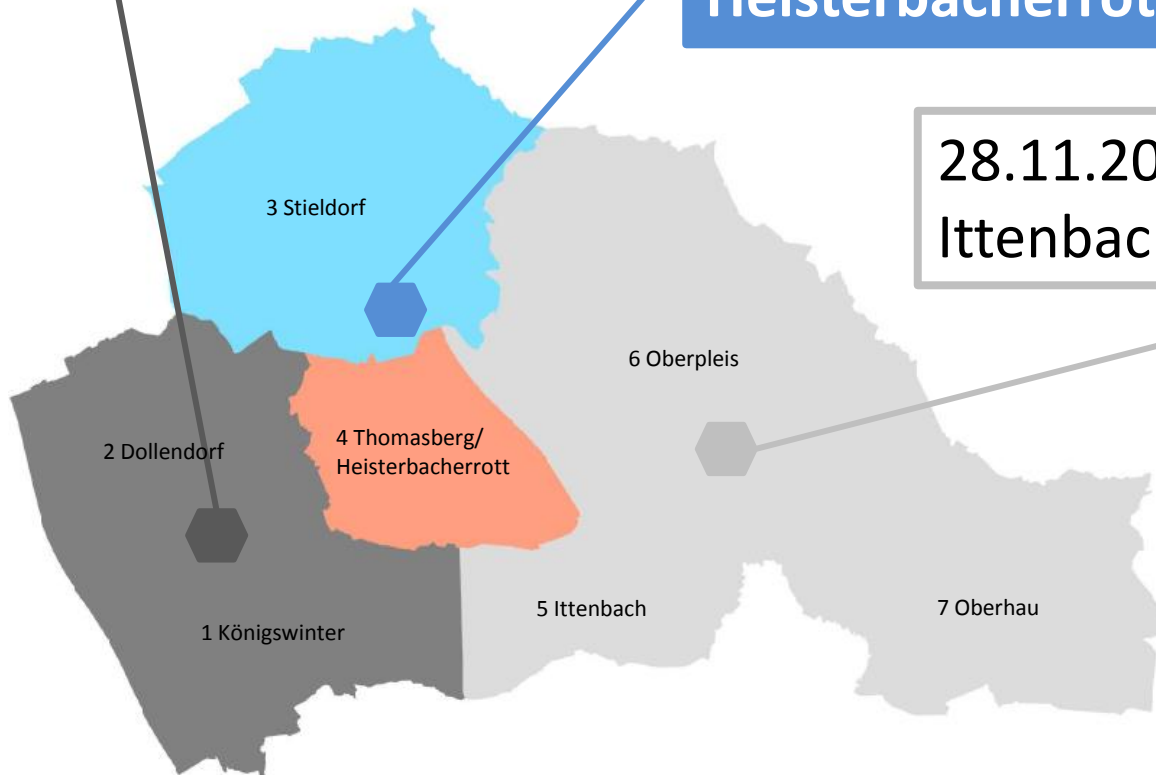 Heisterbacherrot
28.11.20
Ittenbac
3 Stieldorf
6 Oberpleis
2 Dollendorf
4 Thomasberg/
Heisterbacherrott
5 Ittenbach
7 Oberhau
1 Königswinter